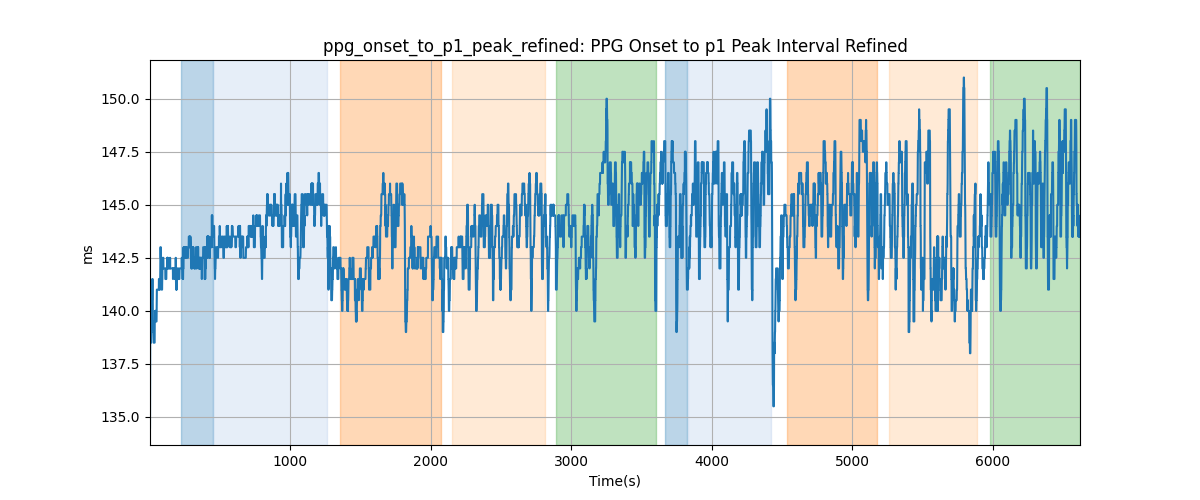 ppg_onset_to_p1_peak_refined: PPG Onset to p1 Peak Interval Refined
150.0
147.5
145.0
142.5
140.0
137.5
135.0
ms
1000 2000 3000 4000 5000 6000
Time(s)